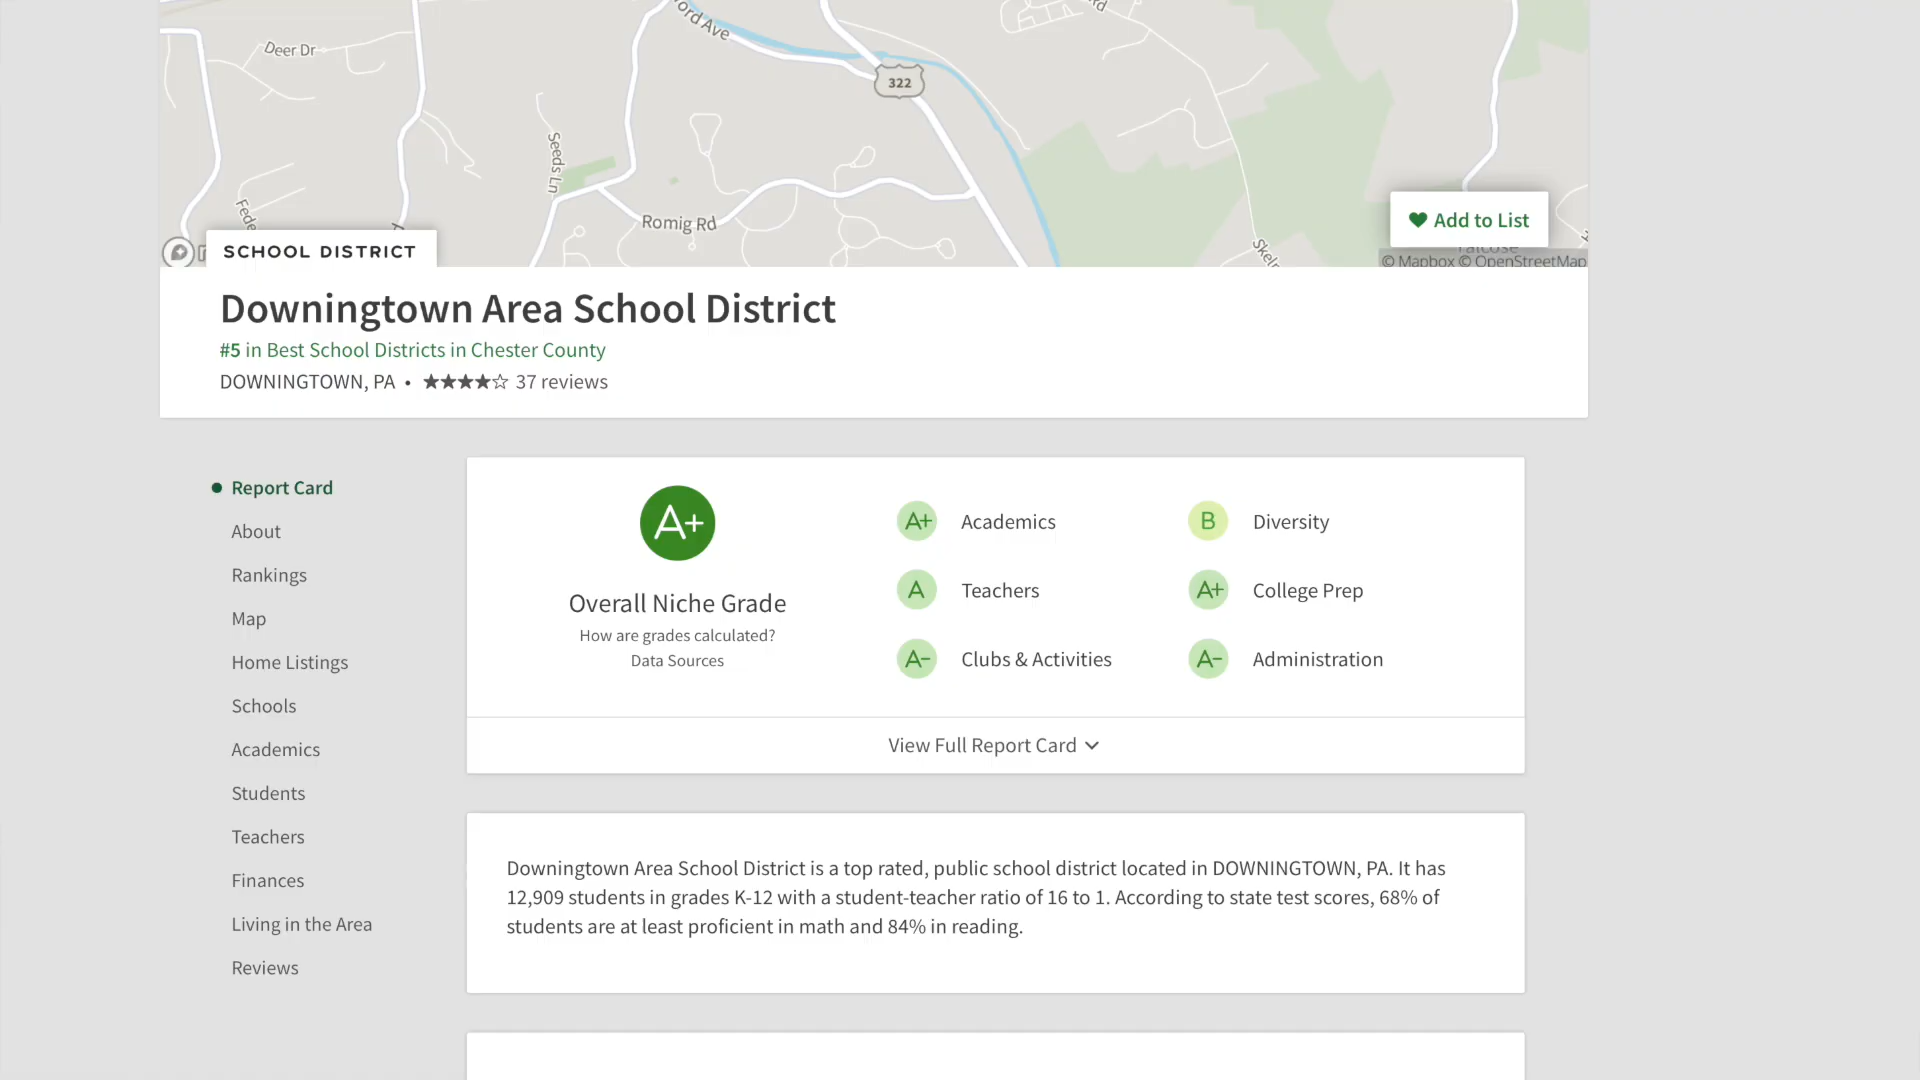 Deer Dr
ord Ave
Rd
322
Seeds Ln
Romig Rd
Fede
Skelr
Add to List
© Mapbox © OpenStreetMap
SCHOOL DISTRICT
Downingtown Area School District
#5 in Best School Districts in Chester County
DOWNINGTOWN, PA • ★★★★☆ 37 reviews
Report Card
About
Rankings
Map
Home Listings
Schools
Academics
Students
Teachers
Finances
Living in the Area
Reviews
A+
Overall Niche Grade
How are grades calculated?
Data Sources
A+ Academics
B Diversity
A Teachers
A+ College Prep
A- Clubs & Activities
A- Administration
View Full Report Card
Downingtown Area School District is a top rated, public school district located in DOWNINGTOWN, PA. It has
12,909 students in grades K-12 with a student-teacher ratio of 16 to 1. According to state test scores, 68% of
students are at least proficient in math and 84% in reading.